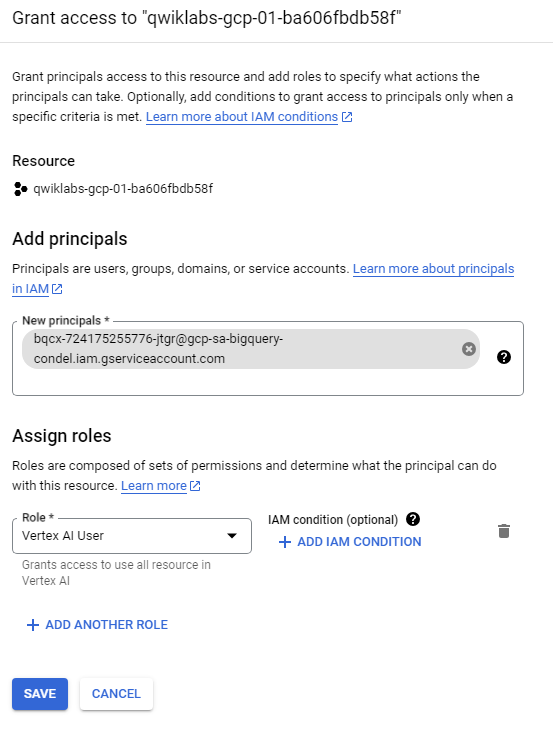 Grant access to "qwiklabs-gcp-01-ba606fbdb58f"
Grant principals access to this resource and add roles to specify what actions the
principals can take. Optionally, add conditions to grant access to principals only when a
specific criteria is met. Learn more about IAM conditions
Resource
qwiklabs-gcp-01-ba606fbdb58f
Add principals
Principals are users, groups, domains, or service accounts. Learn more about principals
in IAM
New principals *
bqcx-724175255776-jtgr@gcp-sa-bigquery-
condel.iam.gserviceaccount.com
Assign roles
Roles are composed of sets of permissions and determine what the principal can do
with this resource. Learn more
Role *
Vertex AI User
IAM condition (optional)
+ ADD IAM CONDITION
Grants access to use all resource in
Vertex AI
+ ADD ANOTHER ROLE
SAVE
CANCEL